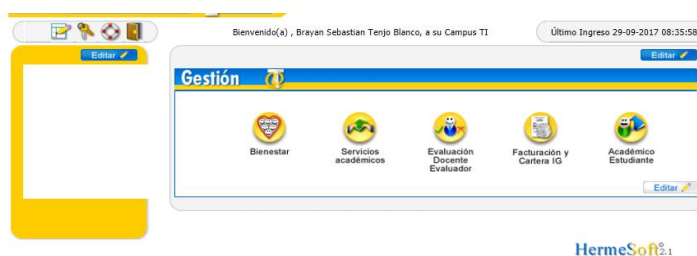 Bienvenido(a) , Brayan Sebastian Tenjo Blanco, a su Campus TI
Último Ingreso 29-09-2017 08:35:58
Editar
Editar
Gestión
Bienestar
Servicios
académicos
Evaluación
Docente
Evaluador
Facturación y
Cartera IG
Académico
Estudiante
Editar
HermeSoft® 2.1